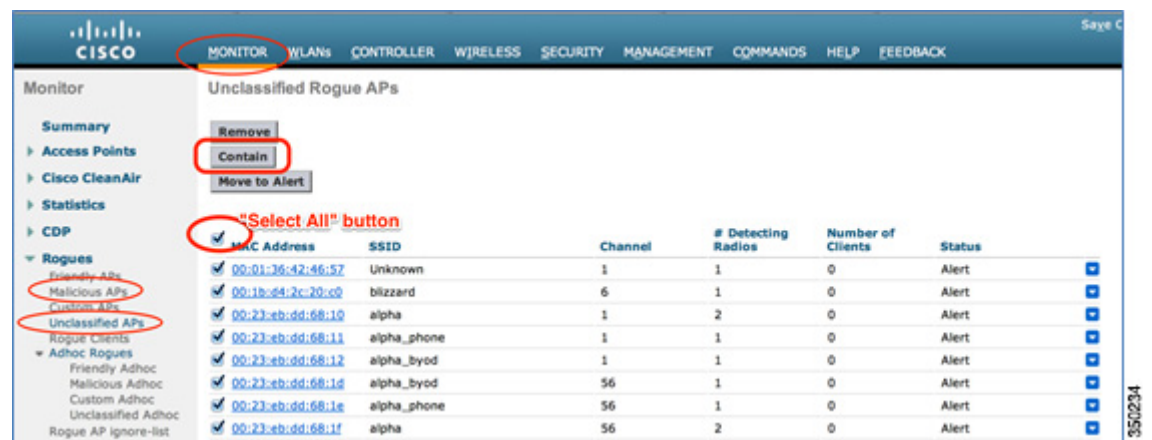 Save C
CISCO
MONITOR WLANs CONTROLLER WIRELESS SECURITY MANAGEMENT COMMANDS HELP FEEDBACK
Monitor
Summary
Access Points
Cisco CleanAir
Statistics
CDP
Rogues
Friendly APs
Malicious APs
Custom APs
Unclassified APs
Rogue Clients
Adhoc Rogues
Friendly Adhoc
Malicious Adhoc
Custom Adhoc
Unclassified Adhoc
Rogue AP ignore-list
Unclassified Rogue APs
Remove
Contain
Move to Alert
"Select All" button
MAC Address SSID Channel # Detecting Radios Number of Clients Status
00:01:36:42:46:57 Unknown 1 1 0 Alert
00:1b:d4:2c:20:c0 blizzard 6 1 0 Alert
00:23:eb:dd:68:10 alpha 1 2 0 Alert
00:23:eb:dd:68:11 alpha_phone 1 1 0 Alert
00:23:eb:dd:68:12 alpha_byod 1 1 0 Alert
00:23:eb:dd:68:1d alpha_byod 56 1 0 Alert
00:23:eb:dd:68:1e alpha_phone 56 1 0 Alert
00:23:eb:dd:68:1f alpha 56 2 0 Alert
350234